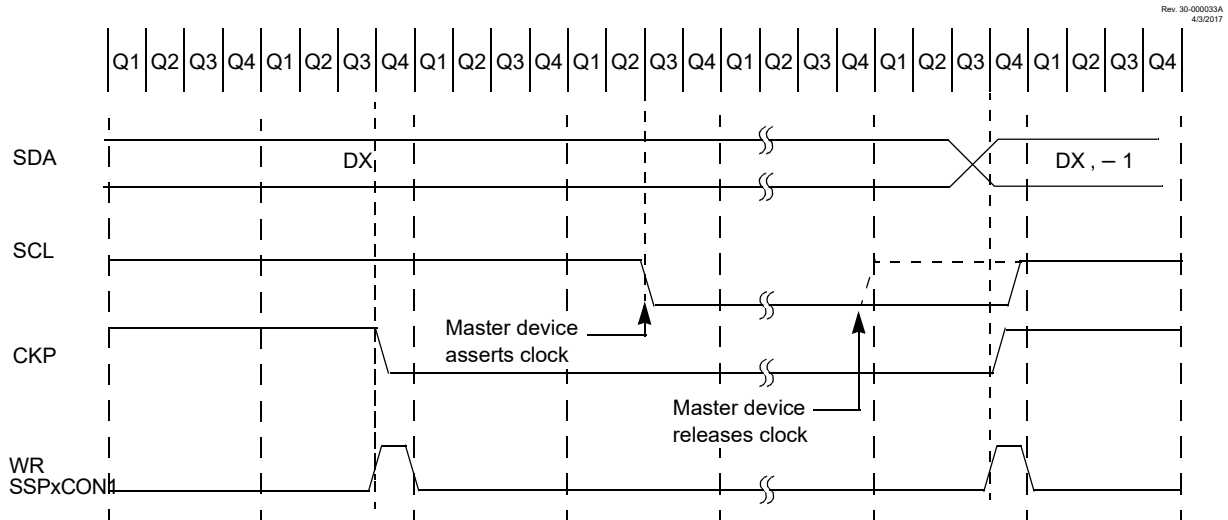 Rev. 30-000033A
4/3/2017
Q1 Q2 Q3 Q4 Q1 Q2 Q3 Q4 Q1 Q2 Q3 Q4 Q1 Q2 Q3 Q4 Q1 Q2 Q3 Q4 Q1 Q2 Q3 Q4 Q1 Q2 Q3 Q4
SDA
DX
DX , – 1
SCL
Master device
asserts clock
CKP
Master device
releases clock
WR
SSPxCON1